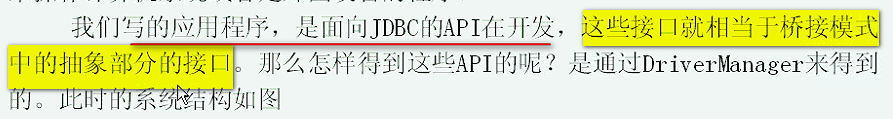 我们写的应用程序，是面向JDBC的API在开发，这些接口就相当于桥接模式
中的抽象部分的接口。那么怎样得到这些API的呢？是通过DriverManager来得到
的。此时的系统结构如图